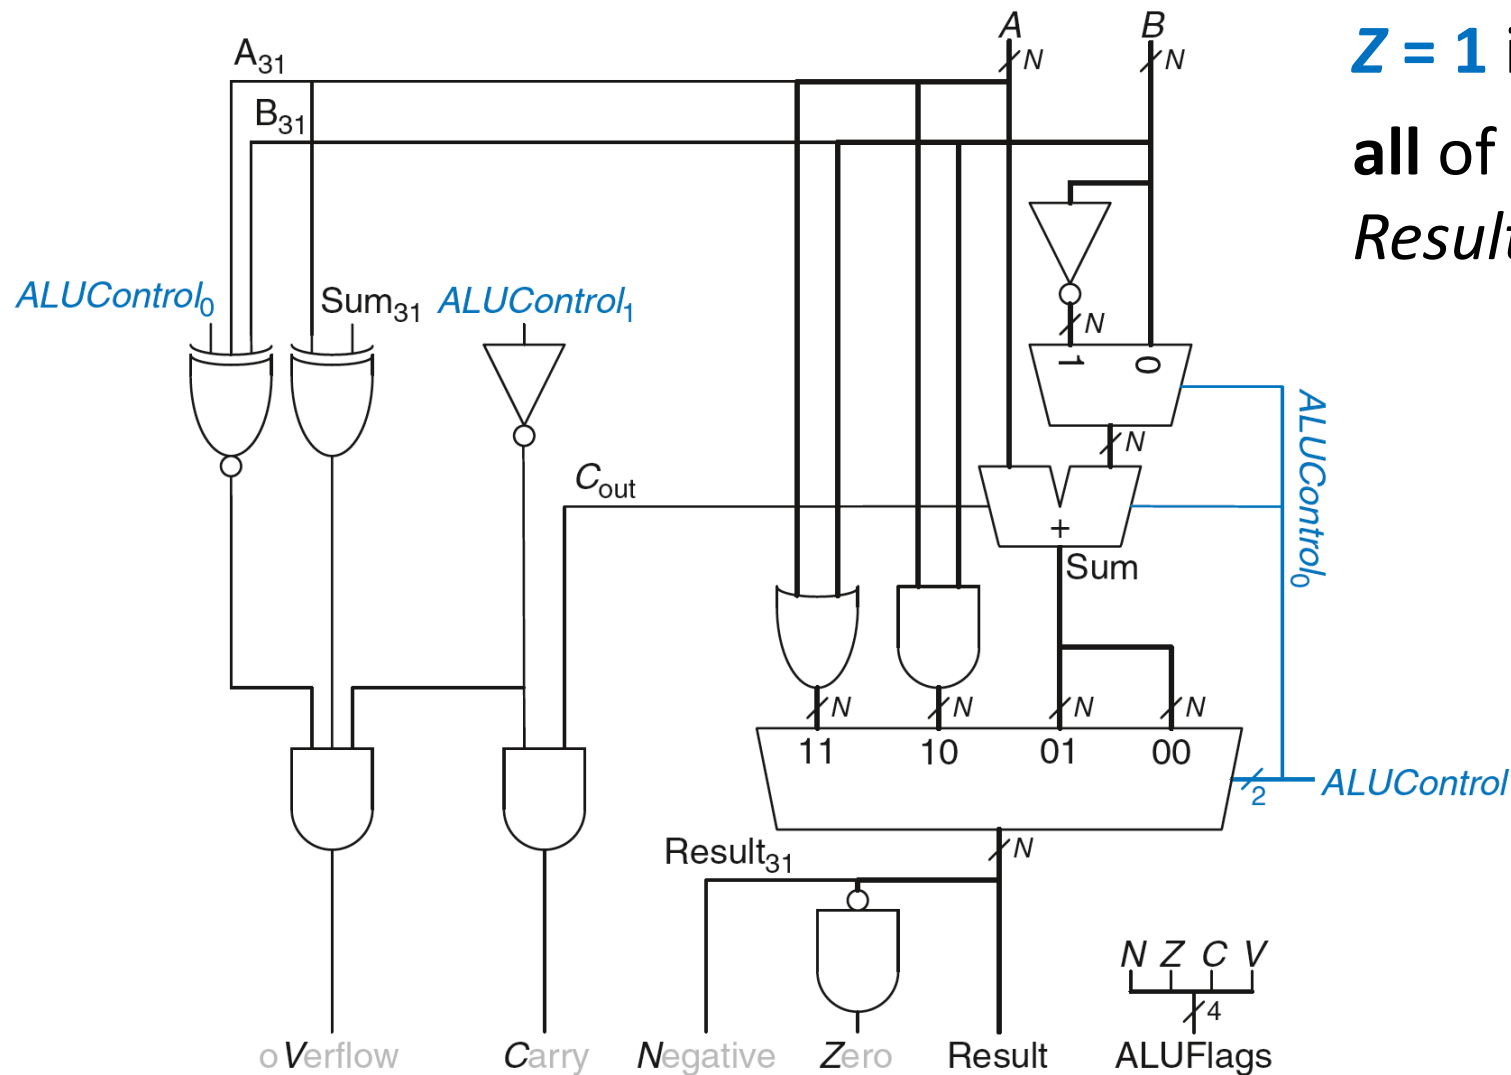 A B
Z = 1 i
A31
N N
B31
all of
Result
ALUControl0 Sum31 ALUControl1
N
1 0
ALUControl0
N
Cout
+
Sum
N N N N
11 10 01 00
2 ALUControl
Result31
N
N Z C V
4
oVerflow Carry Negative Zero Result ALUFlags